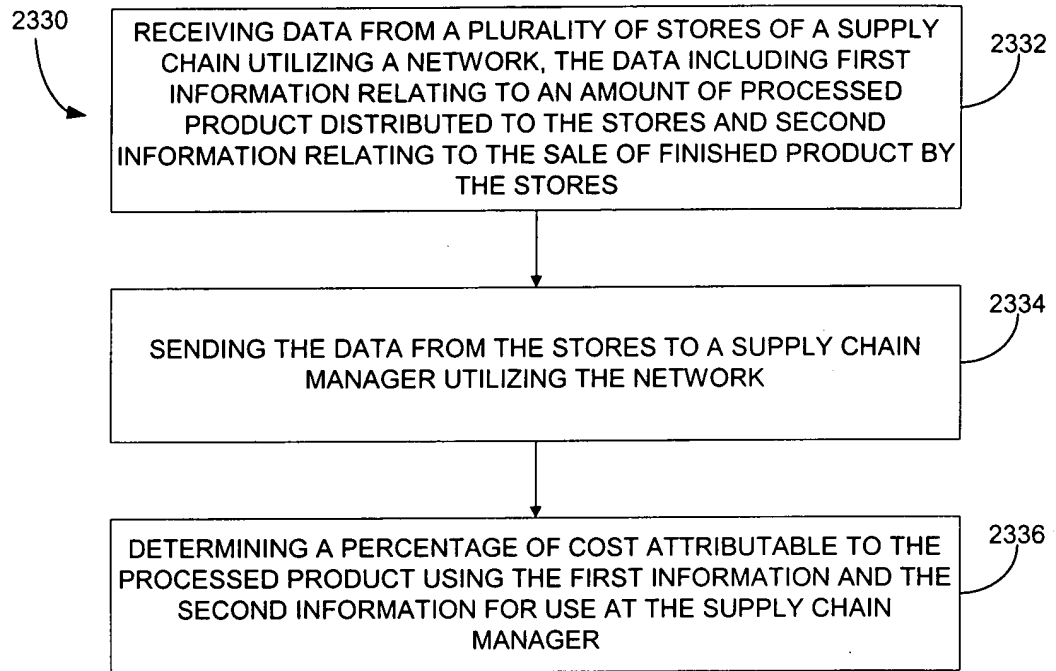 2330
RECEIVING DATA FROM A PLURALITY OF STORES OF A SUPPLY
CHAIN UTILIZING A NETWORK, THE DATA INCLUDING FIRST
INFORMATION RELATING TO AN AMOUNT OF PROCESSED
PRODUCT DISTRIBUTED TO THE STORES AND SECOND
INFORMATION RELATING TO THE SALE OF FINISHED PRODUCT BY
THE STORES
2332
SENDING THE DATA FROM THE STORES TO A SUPPLY CHAIN
MANAGER UTILIZING THE NETWORK
2334
DETERMINING A PERCENTAGE OF COST ATTRIBUTABLE TO THE
PROCESSED PRODUCT USING THE FIRST INFORMATION AND THE
SECOND INFORMATION FOR USE AT THE SUPPLY CHAIN
MANAGER
2336